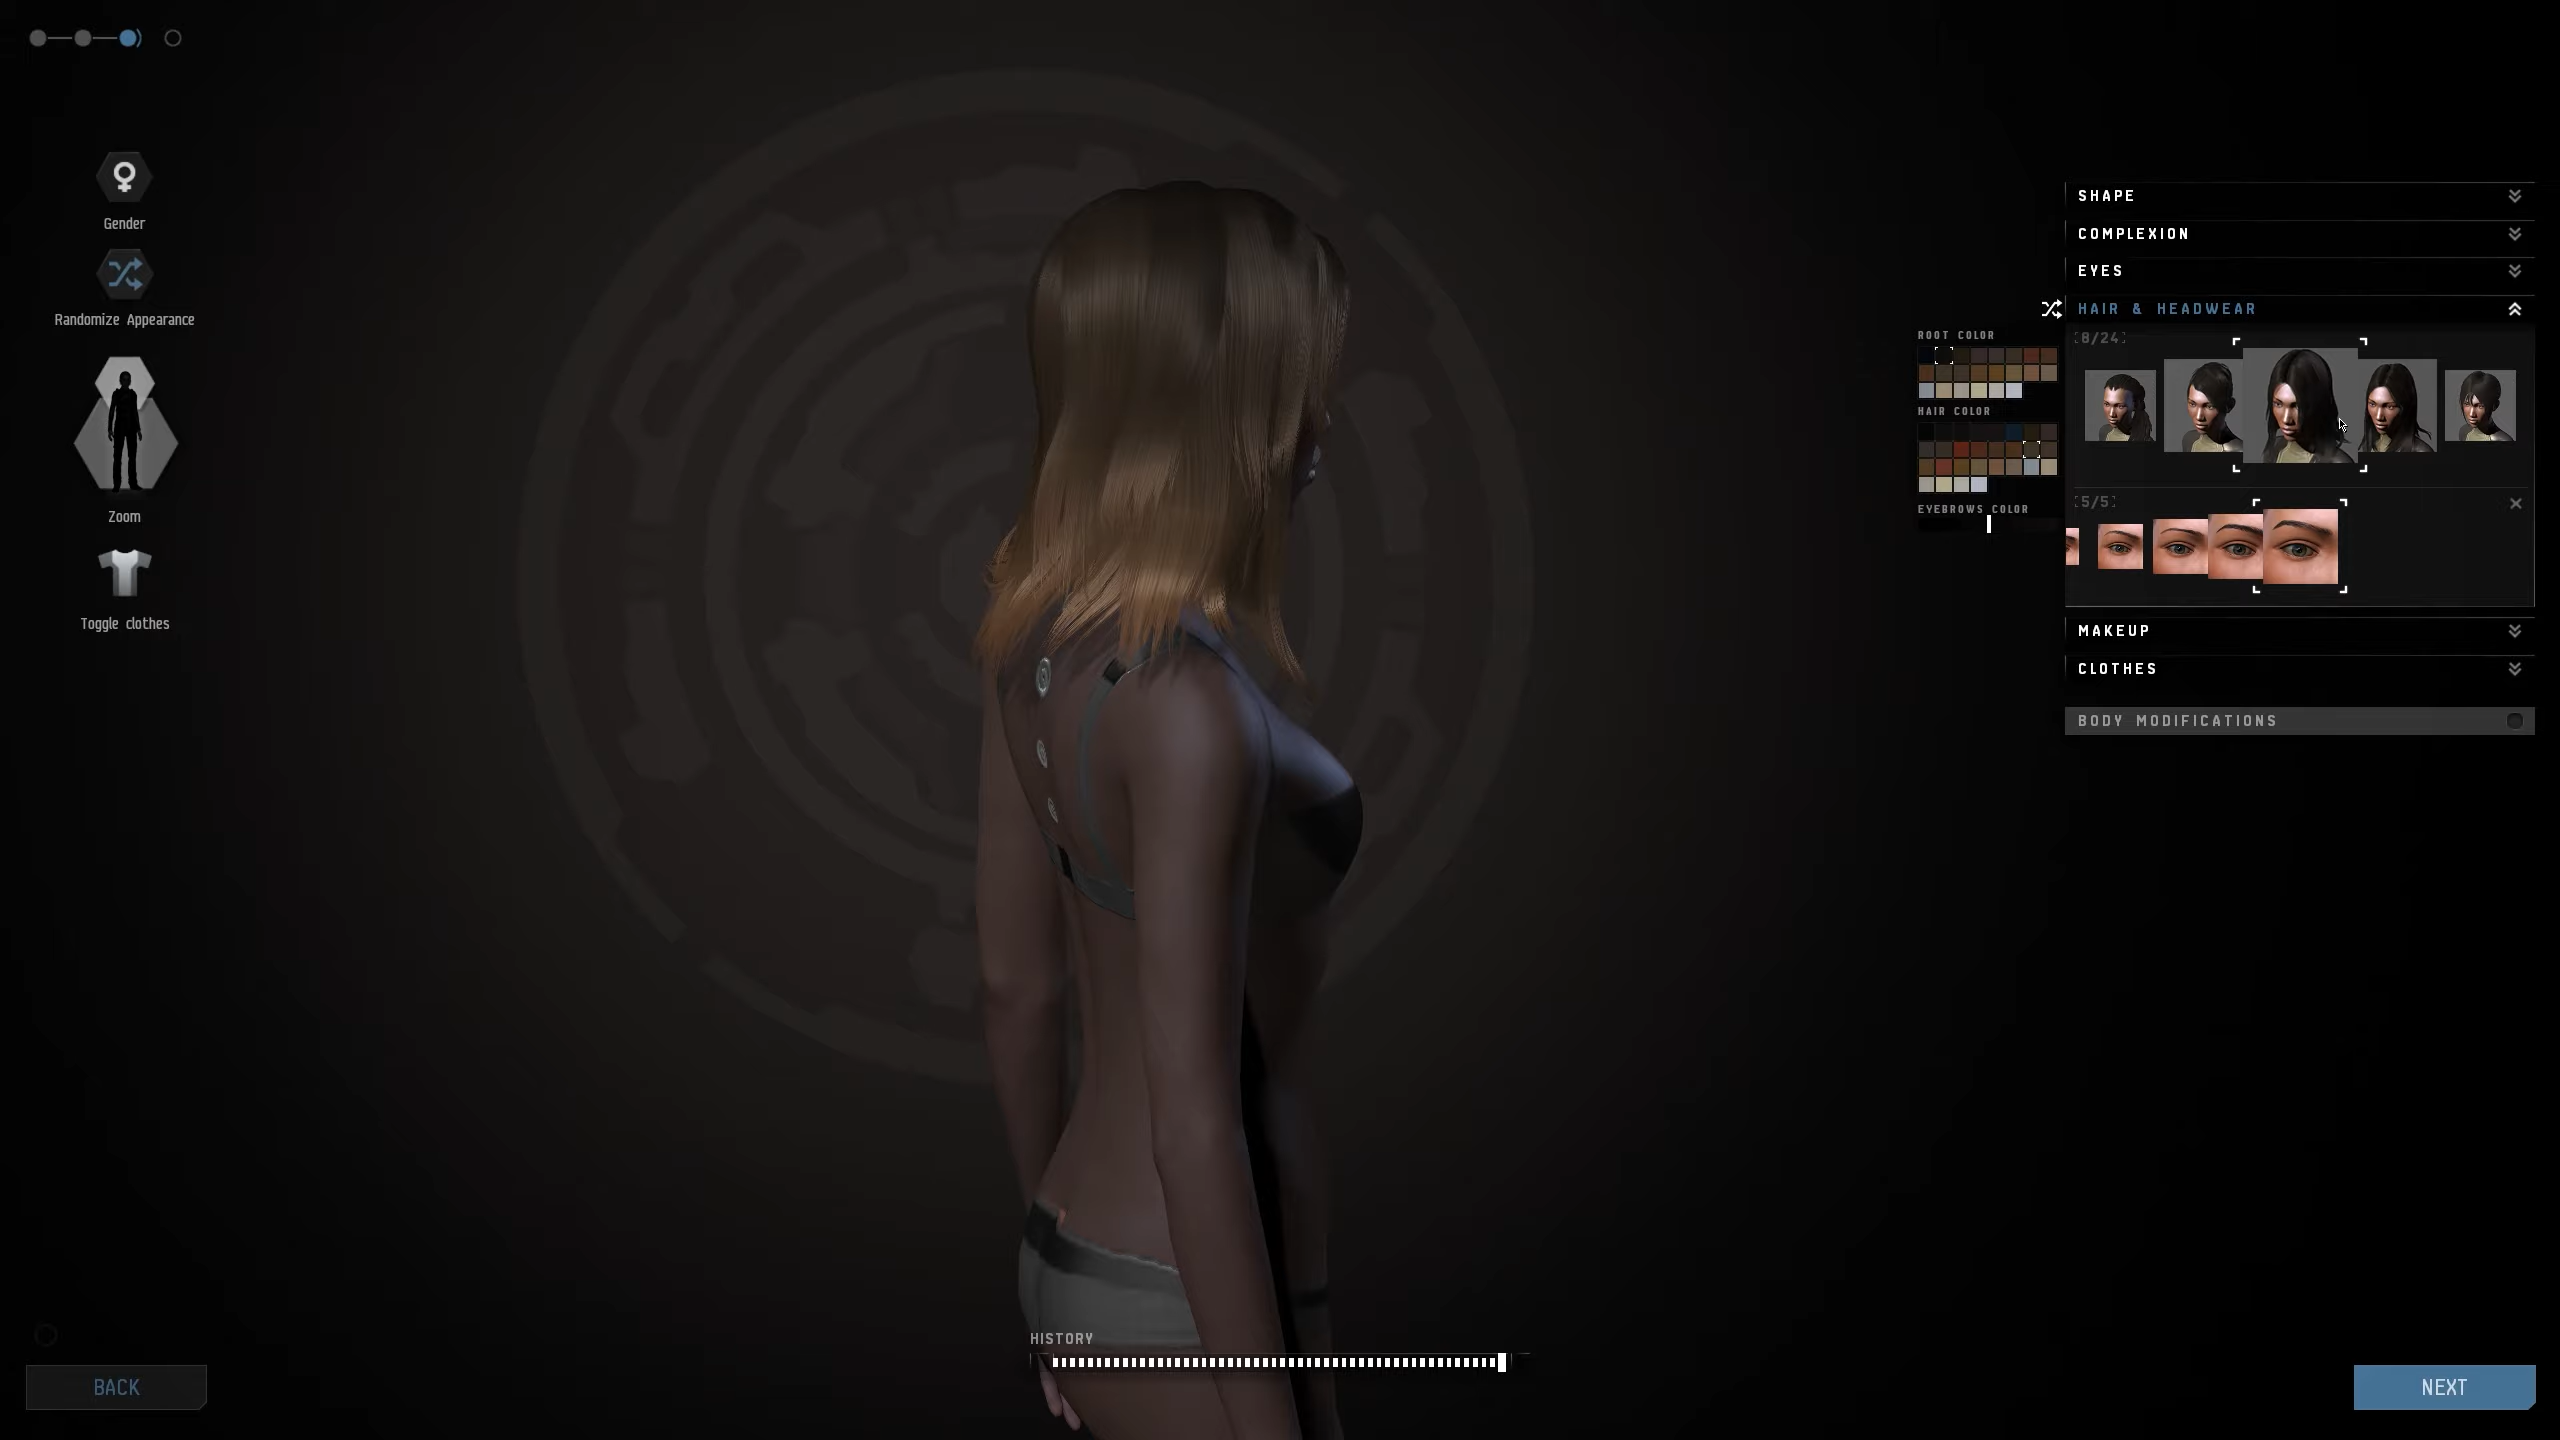 Gender
Randomize Appearance
Zoom
Toggle clothes
SHAPE
COMPLEXION
EYES
HAIR & HEADWEAR
[8/24]
ROOT COLOR
HAIR COLOR
EYEBROWS COLOR
[5/5]
MAKEUP
CLOTHES
BODY MODIFICATIONS
HISTORY
BACK
NEXT